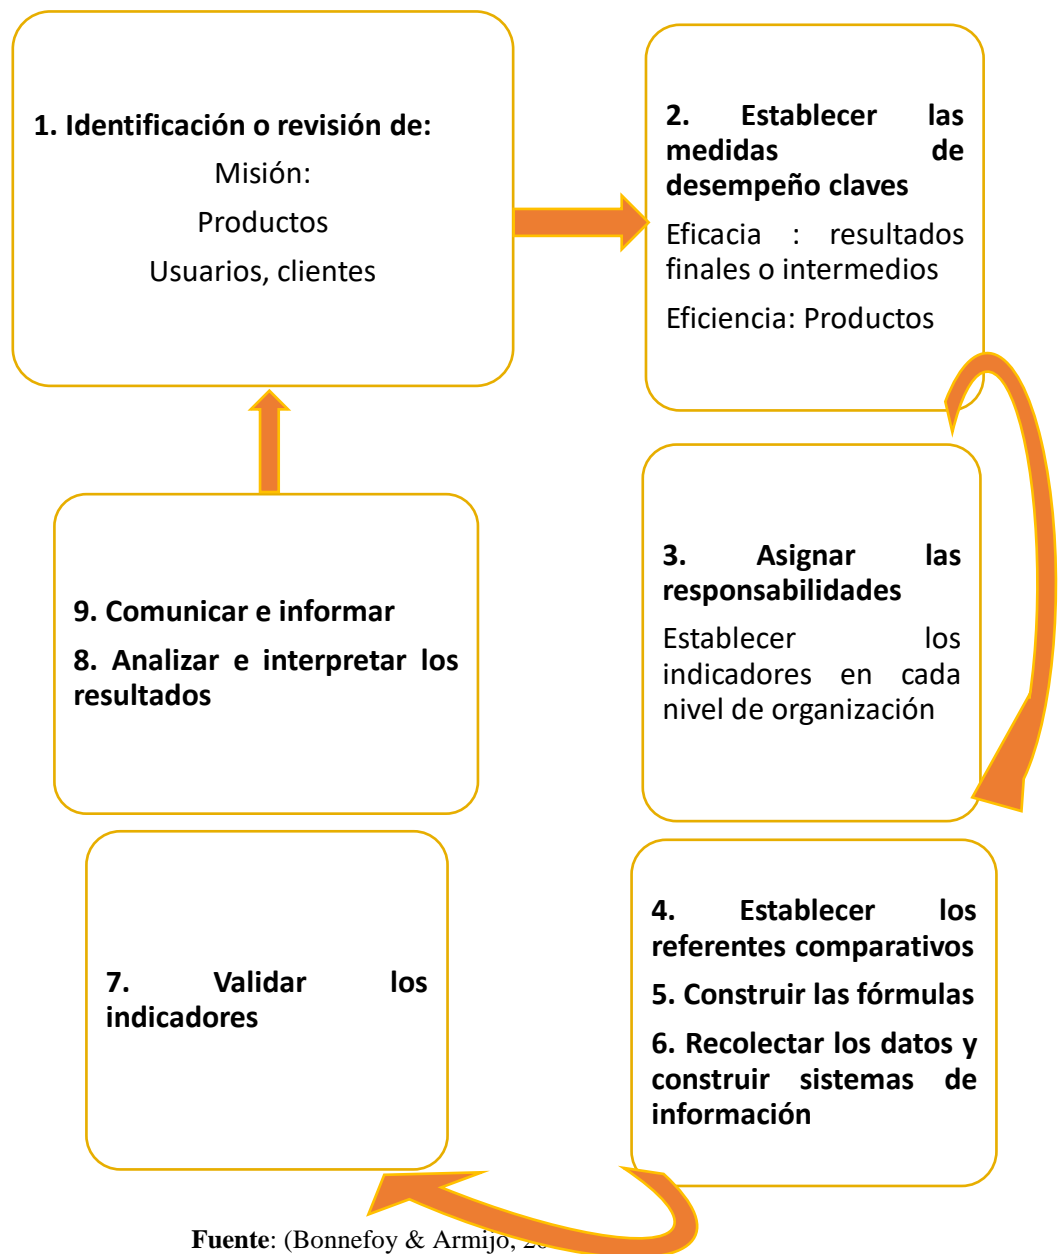 1. Identificación o revisión de:
Misión:
Productos
Usuarios, clientes
2. Establecer las
medidas de
desempeño claves
Eficacia : resultados
finales o intermedios
Eficiencia: Productos
3. Asignar las
responsabilidades
Establecer los
indicadores en cada
nivel de organización
4. Establecer los
referentes comparativos
5. Construir las fórmulas
6. Recolectar los datos y
construir sistemas de
información
7. Validar los
indicadores
9. Comunicar e informar
8. Analizar e interpretar los
resultados
Fuente: (Bonnefoy & Armijo,